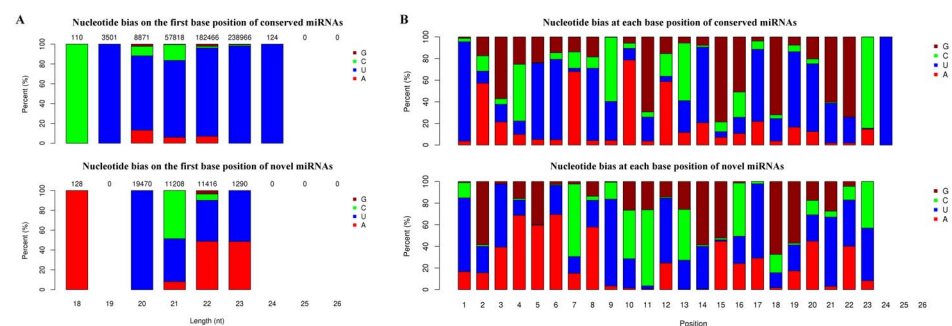 A
Nucleotide bias on the first base position of conserved miRNAs
110 3501 8871 57818 182466 238966 124 0 0
100
80
60
40
20
0
Percent (%)
G
C
U
A
Nucleotide bias on the first base position of novel miRNAs
128 0 19470 11208 11416 1290 0 0 0
100
80
60
40
20
0
Percent (%)
G
C
U
A
18 19 20 21 22 23 24 25 26
Length (nt)
B
Nucleotide bias at each base position of conserved miRNAs
100
80
60
40
20
0
Percent (%)
G
C
U
A
Nucleotide bias at each base position of novel miRNAs
100
80
60
40
20
0
Percent (%)
G
C
U
A
1 2 3 4 5 6 7 8 9 10 11 12 13 14 15 16 17 18 19 20 21 22 23 24 25 26
Position